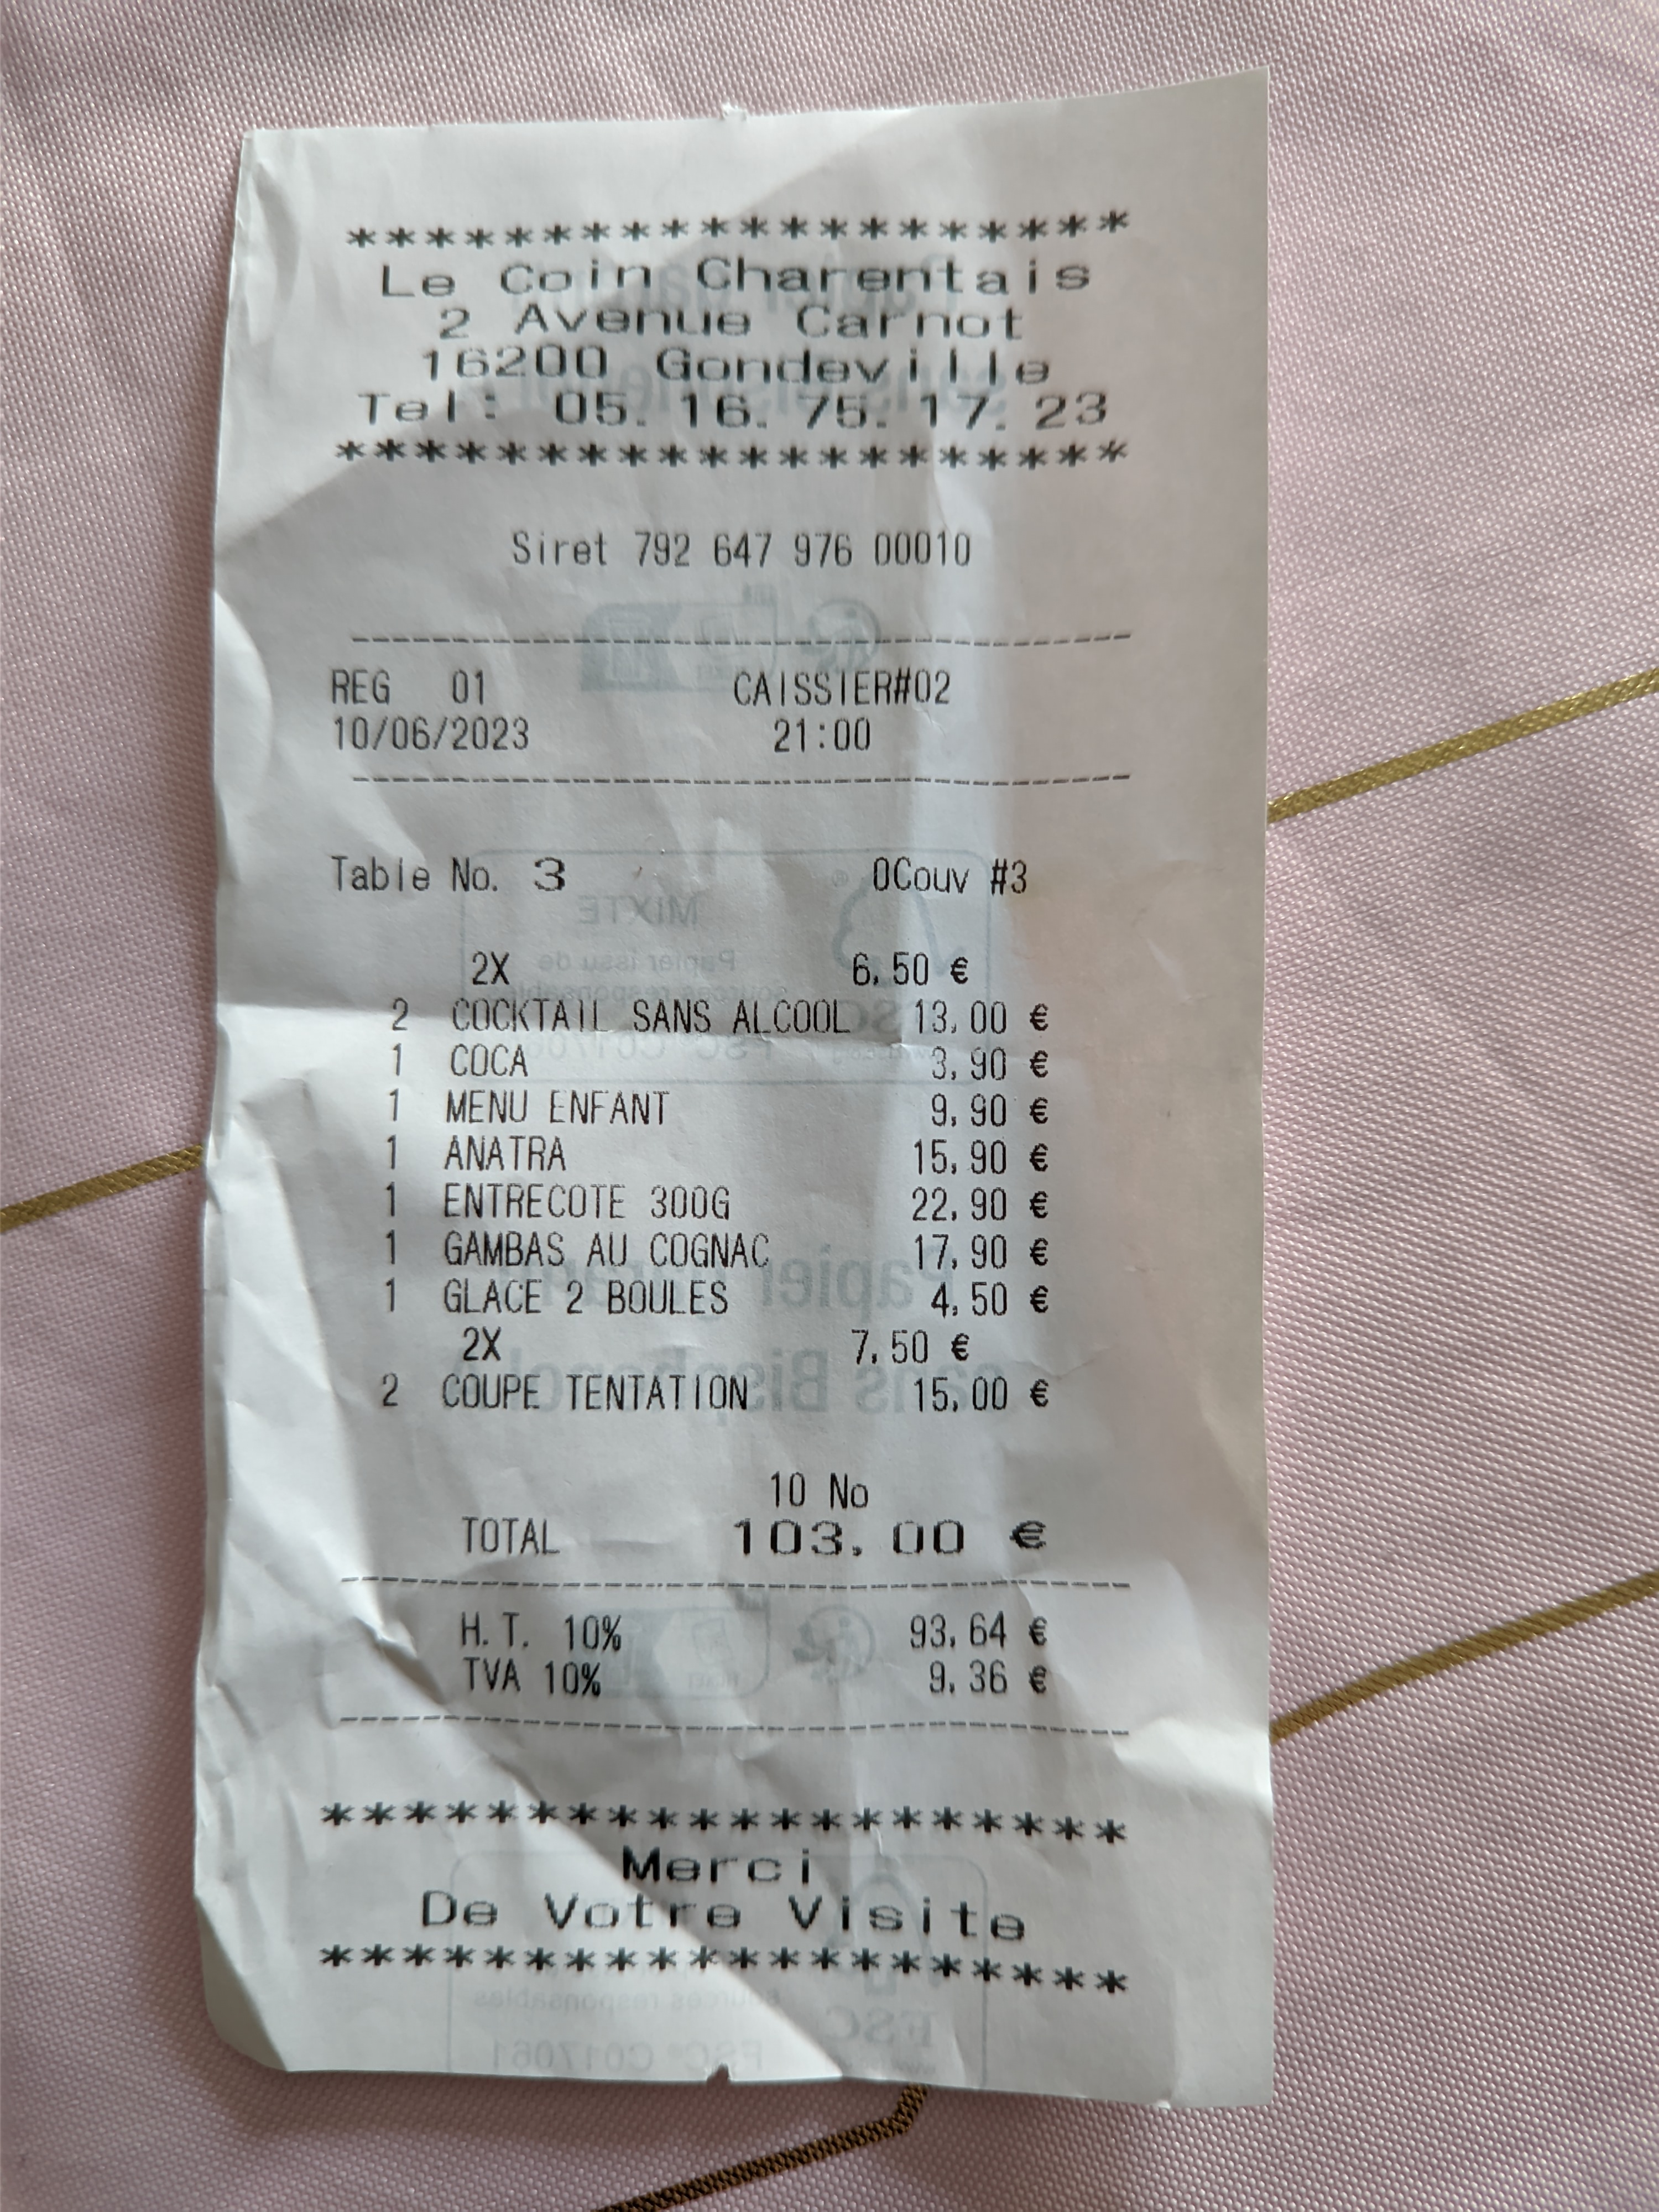 ********************
Le Coin Charentais
2 Avenue Carnot
16200 Gondeville
Tel: 05.16.75.17.23
********************
Siret 792 647 976 00010
REG 01 CAISSIER#02
10/06/2023 21:00
Table No. 3 0Couv #3
2X 6,50 €
2 COCKTAIL SANS ALCOOL 13,00 €
1 COCA 3,90 €
1 MENU ENFANT 9,90 €
1 ANATRA 15,90 €
1 ENTRECOTE 300G 22,90 €
1 GAMBAS AU COGNAC 17,90 €
1 GLACE 2 BOULES 4,50 €
2X 7,50 €
2 COUPE TENTATION 15,00 €
10 No
TOTAL 103,00 €
H.T. 10% 93,64 €
TVA 10% 9,36 €
********************
Merci
De Votre Visite
********************